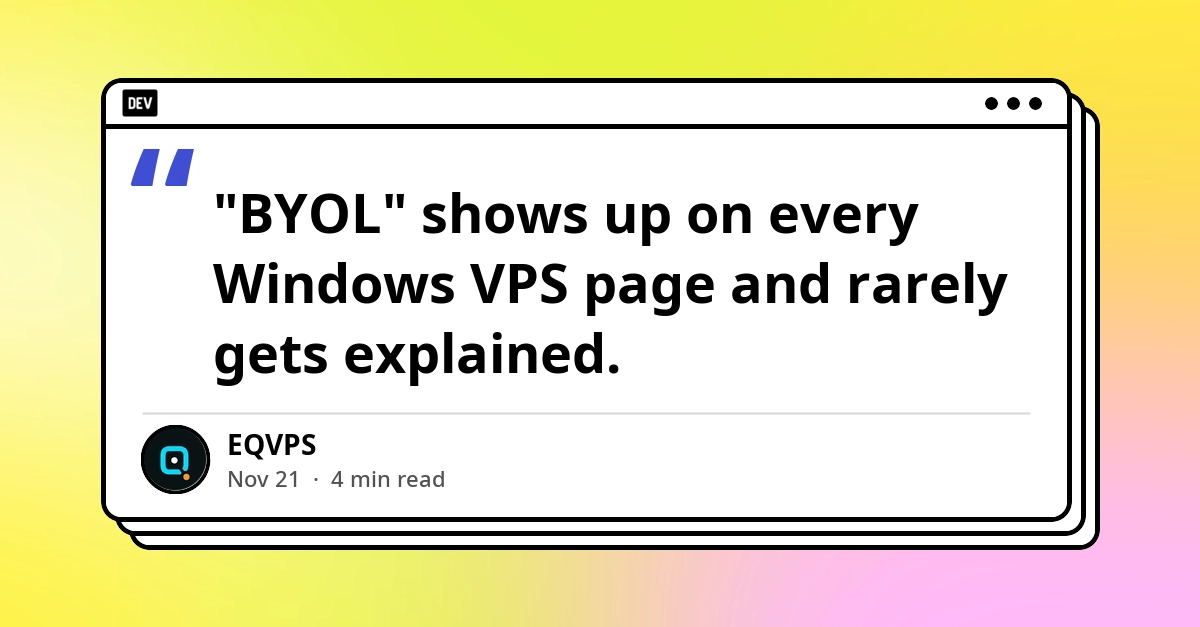 DEV
"BYOL" shows up on every
Windows VPS page and rarely
gets explained.
EQVPS
Nov 21 · 4 min read